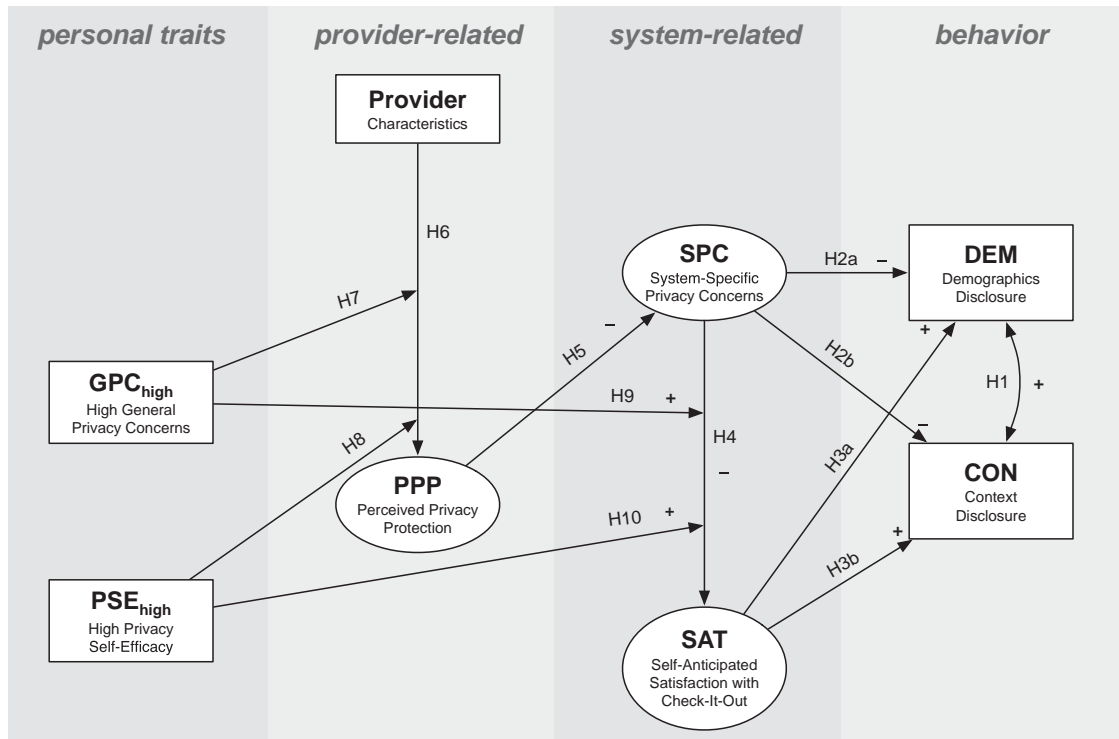 personal traits
provider-related
system-related
behavior
Provider
Characteristics
H6
H7
GPChigh
High General
Privacy Concerns
H8
PPP
Perceived Privacy
Protection
PSEhigh
High Privacy
Self-Efficacy
SPC
System-Specific
Privacy Concerns
–
H5
H9 +
H4
–
H10 +
SAT
Self-Anticipated
Satisfaction with
Check-It-Out
H2a –
H2b
–
H3a
+
H3b
+
DEM
Demographics
Disclosure
H1 +
CON
Context
Disclosure